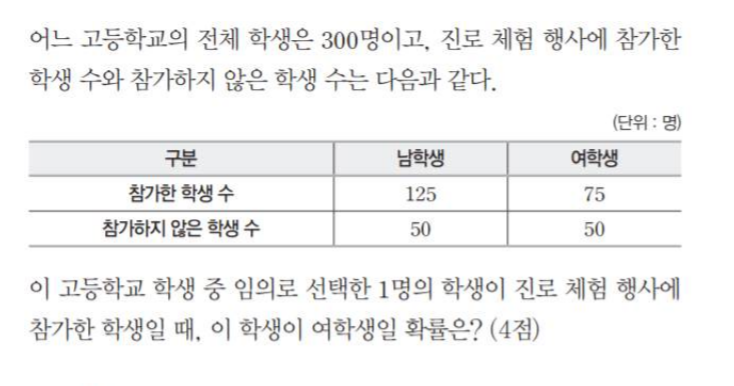 어느 고등학교의 전체 학생은 300명이고, 진로 체험 행사에 참가한
학생 수와 참가하지 않은 학생 수는 다음과 같다.
(단위 : 명)
구분 남학생 여학생
참가한 학생 수 125 75
참가하지 않은 학생 수 50 50
이 고등학교 학생 중 임의로 선택한 1명의 학생이 진로 체험 행사에
참가한 학생일 때, 이 학생이 여학생일 확률은? (4점)